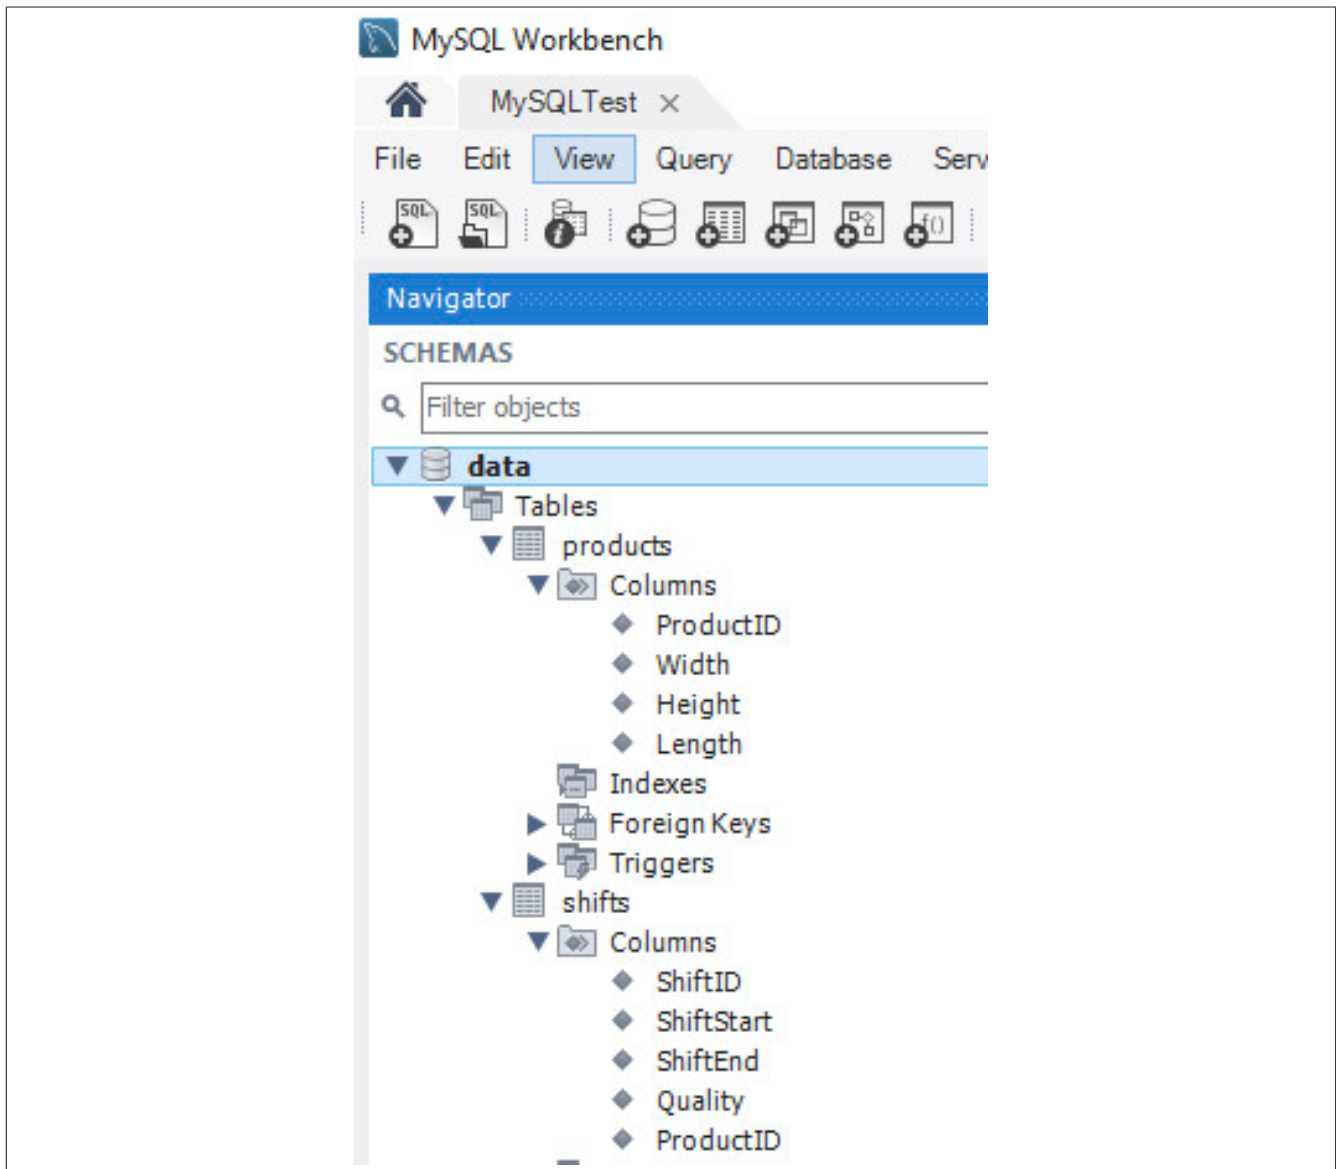 MySQL Workbench
MySQLTest
File Edit View Query Database Serv
SQL SQL f()
Navigator
SCHEMAS
Filter objects
data
Tables
products
Columns
ProductID
Width
Height
Length
Indexes
Foreign Keys
Triggers
shifts
Columns
ShiftID
ShiftStart
ShiftEnd
Quality
ProductID